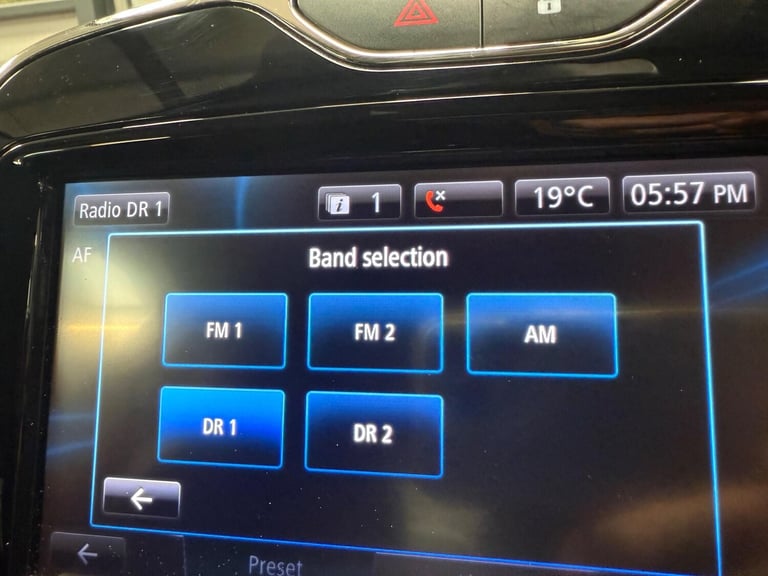 Radio DR 1
i 1
19°C
05:57 PM
AF
Band selection
FM 1
FM 2
AM
DR 1
DR 2
Preset